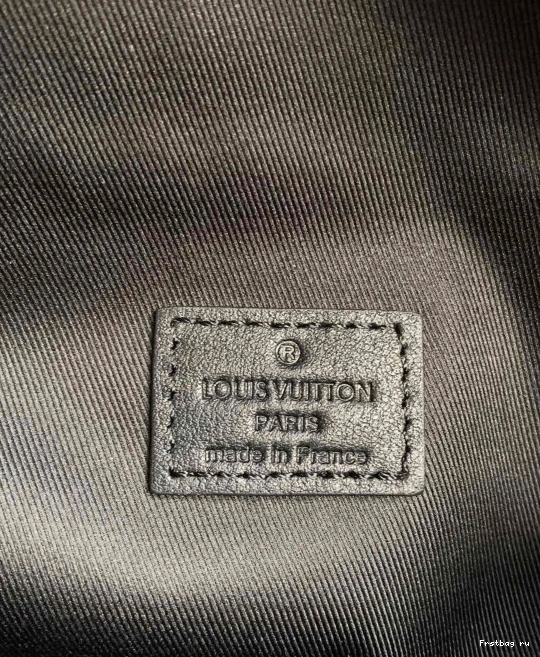 ®
LOUIS VUITTON
PARIS
made in France
Frstbag ru